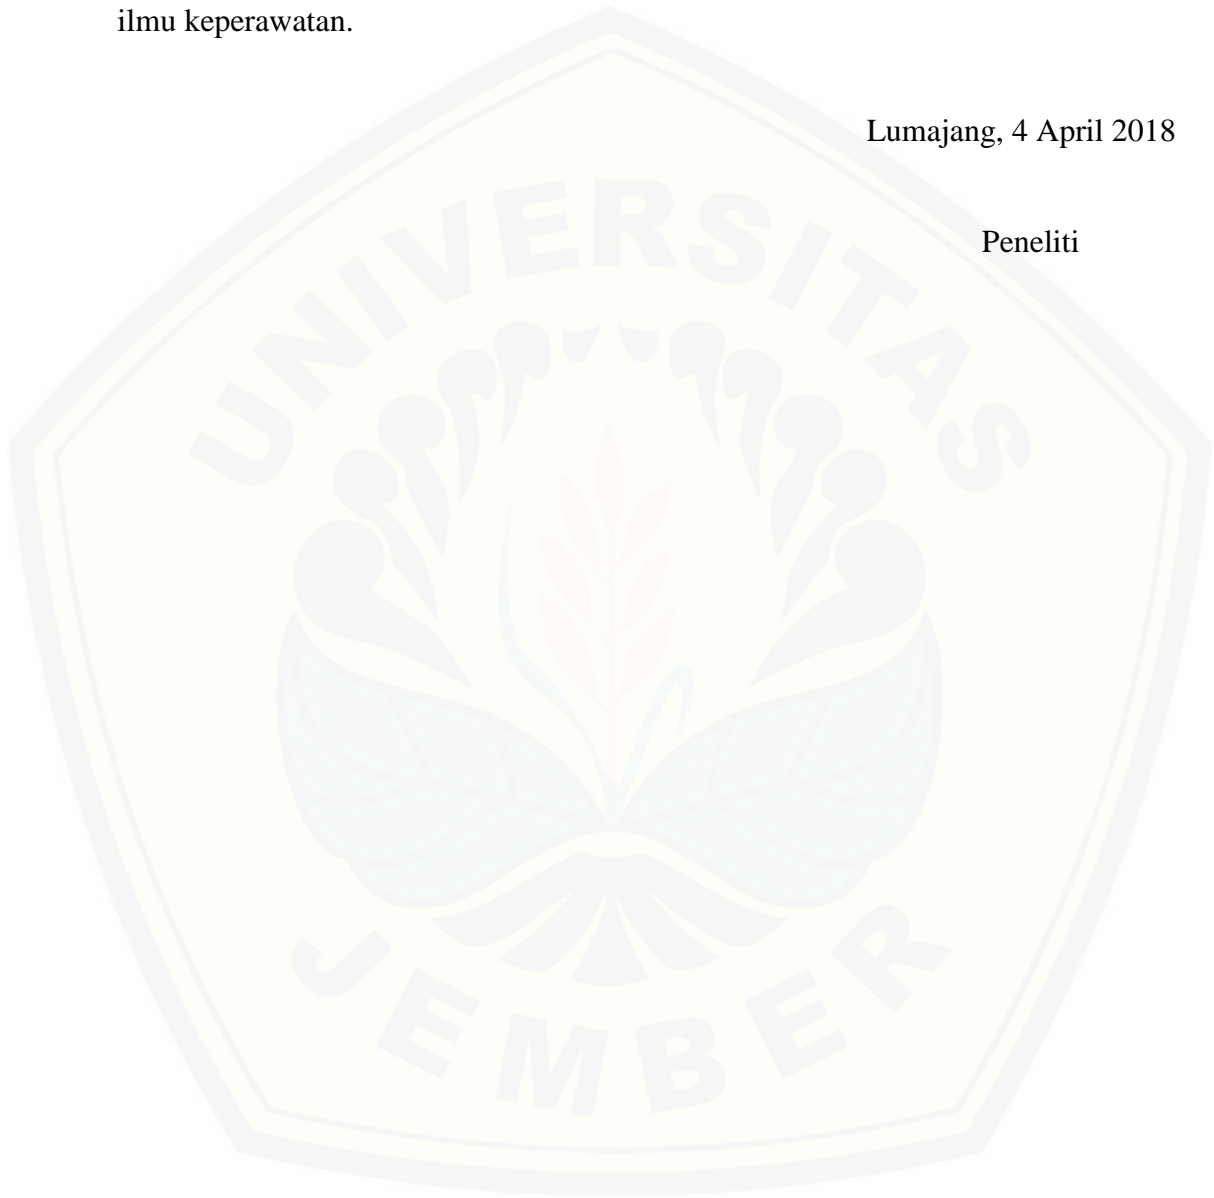 ilmu keperawatan.
Lumajang, 4 April 2018
Peneliti
UNIVERSITAS
JEMBER